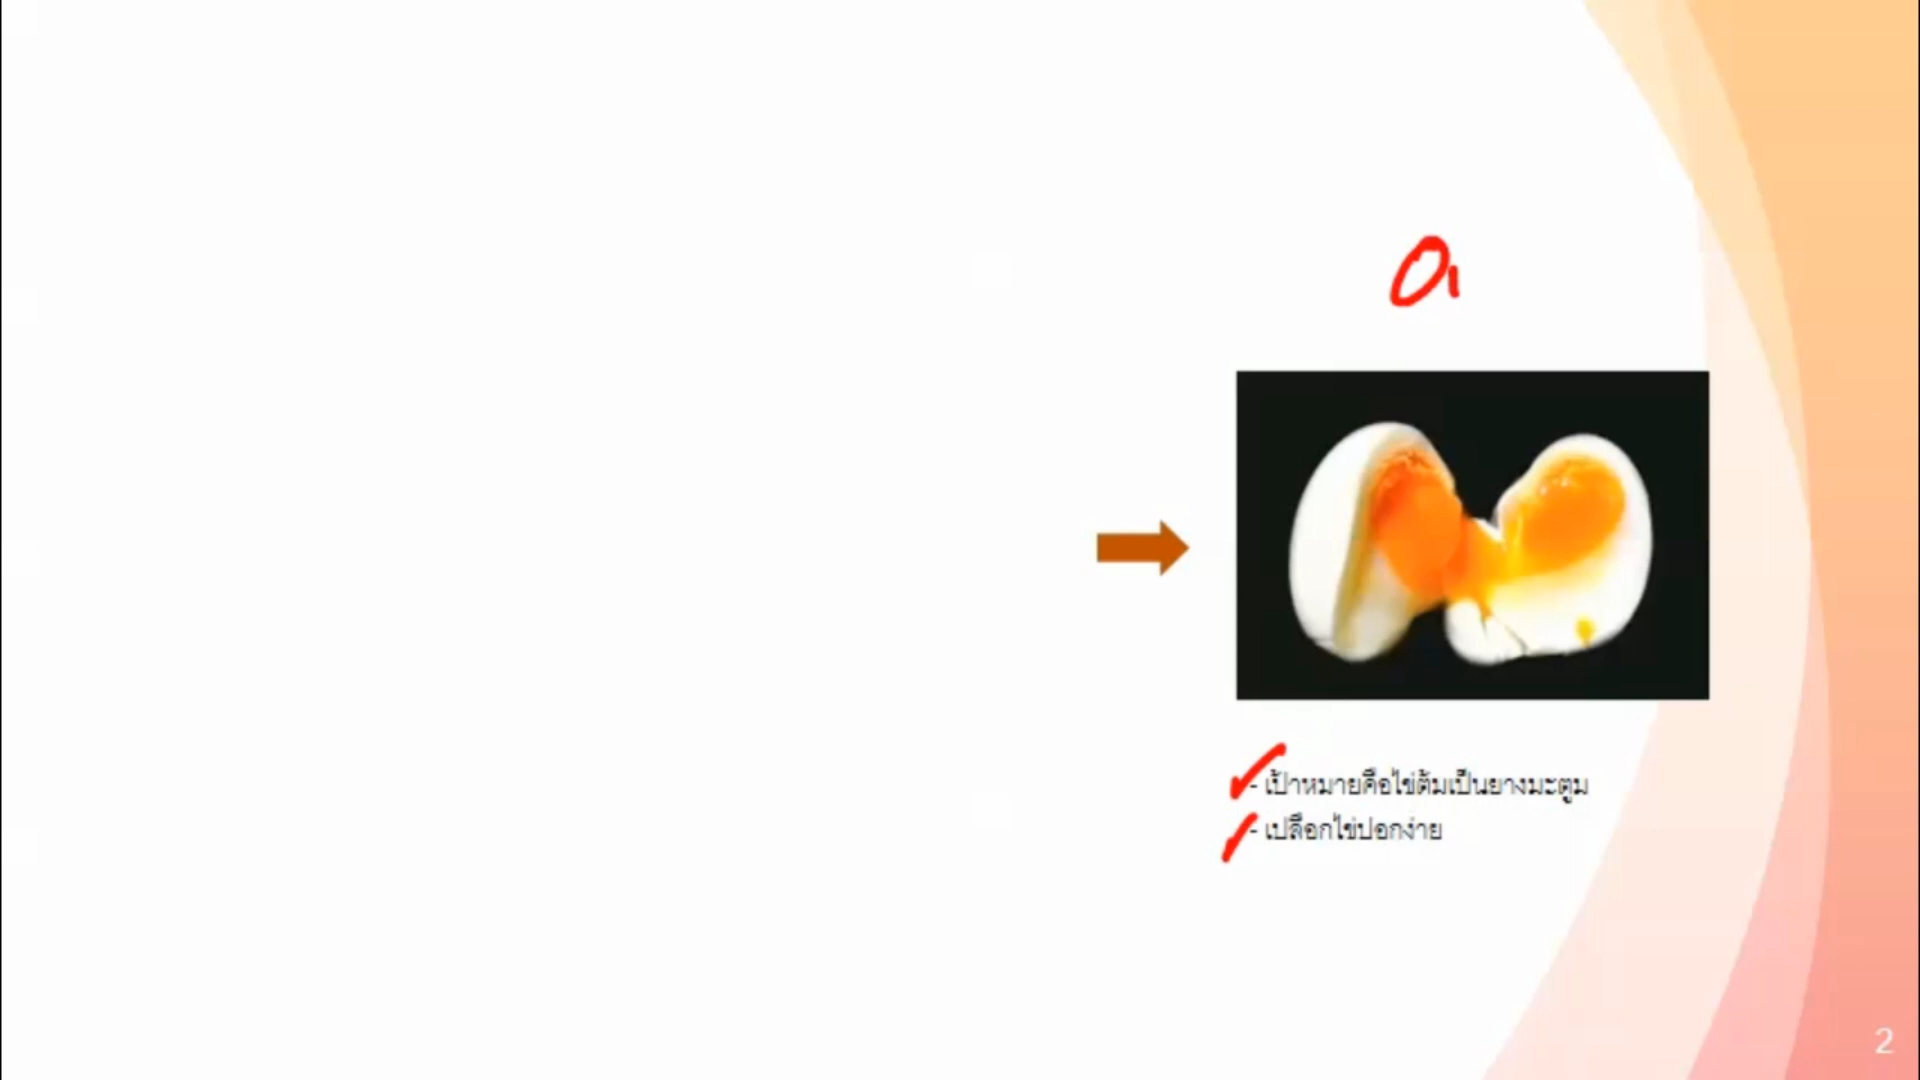 - เป้าหมายคือไข่ต้มเป็นยางมะตูม
- เปลือกไข่ปอกง่าย
2